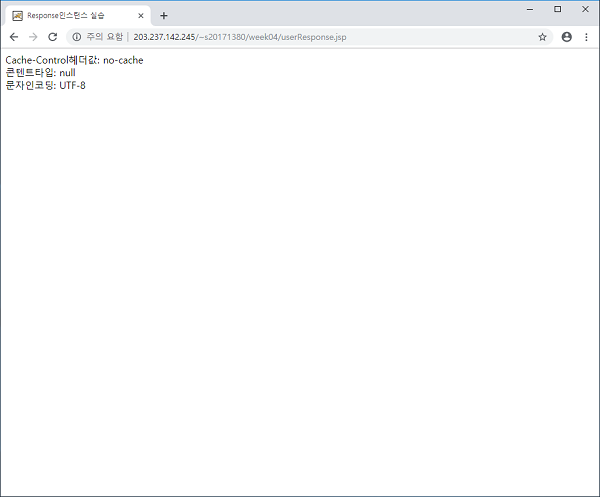 Response인스턴스 실습
주의 요함 | 203.237.142.245/~s20171380/week04/userResponse.jsp
Cache-Control헤더값: no-cache
콘텐트타입: null
문자인코딩: UTF-8